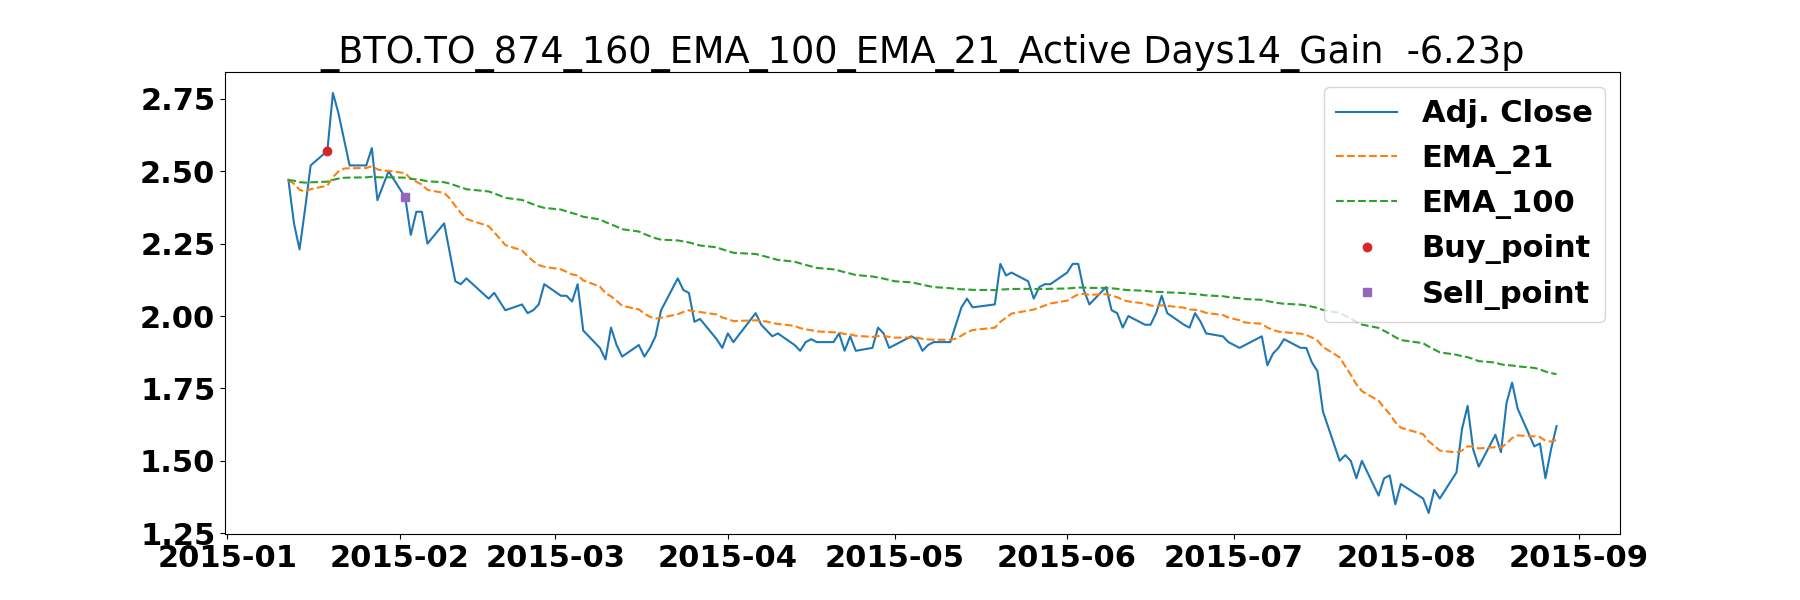 _BTO.TO_874_160_EMA_100_EMA_21_Active Days14_Gain  -6.23p
2.75
2.50
2.25
2.00
1.75
1.50
1.25
2015-01 2015-02 2015-03 2015-04 2015-05 2015-06 2015-07 2015-08 2015-09
Adj. Close
EMA_21
EMA_100
Buy_point
Sell_point